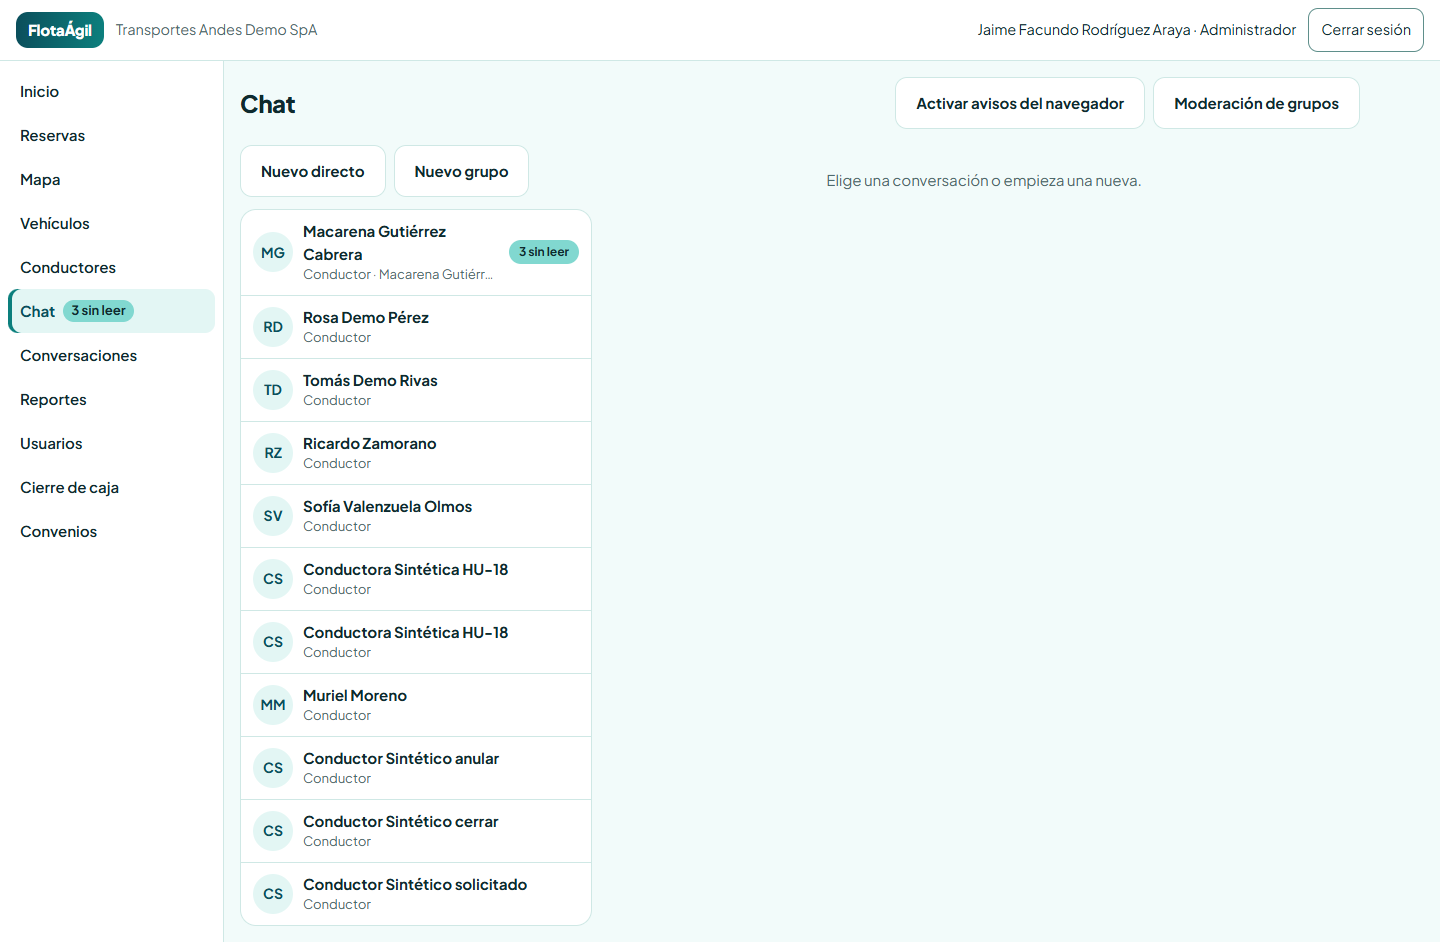 FlotaÁgil
Transportes Andes Demo SpA
Jaime Facundo Rodríguez Araya · Administrador
Cerrar sesión
Inicio
Reservas
Mapa
Vehículos
Conductores
Chat
3 sin leer
Conversaciones
Reportes
Usuarios
Cierre de caja
Convenios
Chat
Activar avisos del navegador
Moderación de grupos
Nuevo directo
Nuevo grupo
MG
Macarena Gutiérrez
Cabrera
Conductor · Macarena Gutiérr...
3 sin leer
RD
Rosa Demo Pérez
Conductor
TD
Tomás Demo Rivas
Conductor
RZ
Ricardo Zamorano
Conductor
SV
Sofía Valenzuela Olmos
Conductor
CS
Conductora Sintética HU-18
Conductor
CS
Conductora Sintética HU-18
Conductor
MM
Muriel Moreno
Conductor
CS
Conductor Sintético anular
Conductor
CS
Conductor Sintético cerrar
Conductor
CS
Conductor Sintético solicitado
Conductor
Elige una conversación o empieza una nueva.